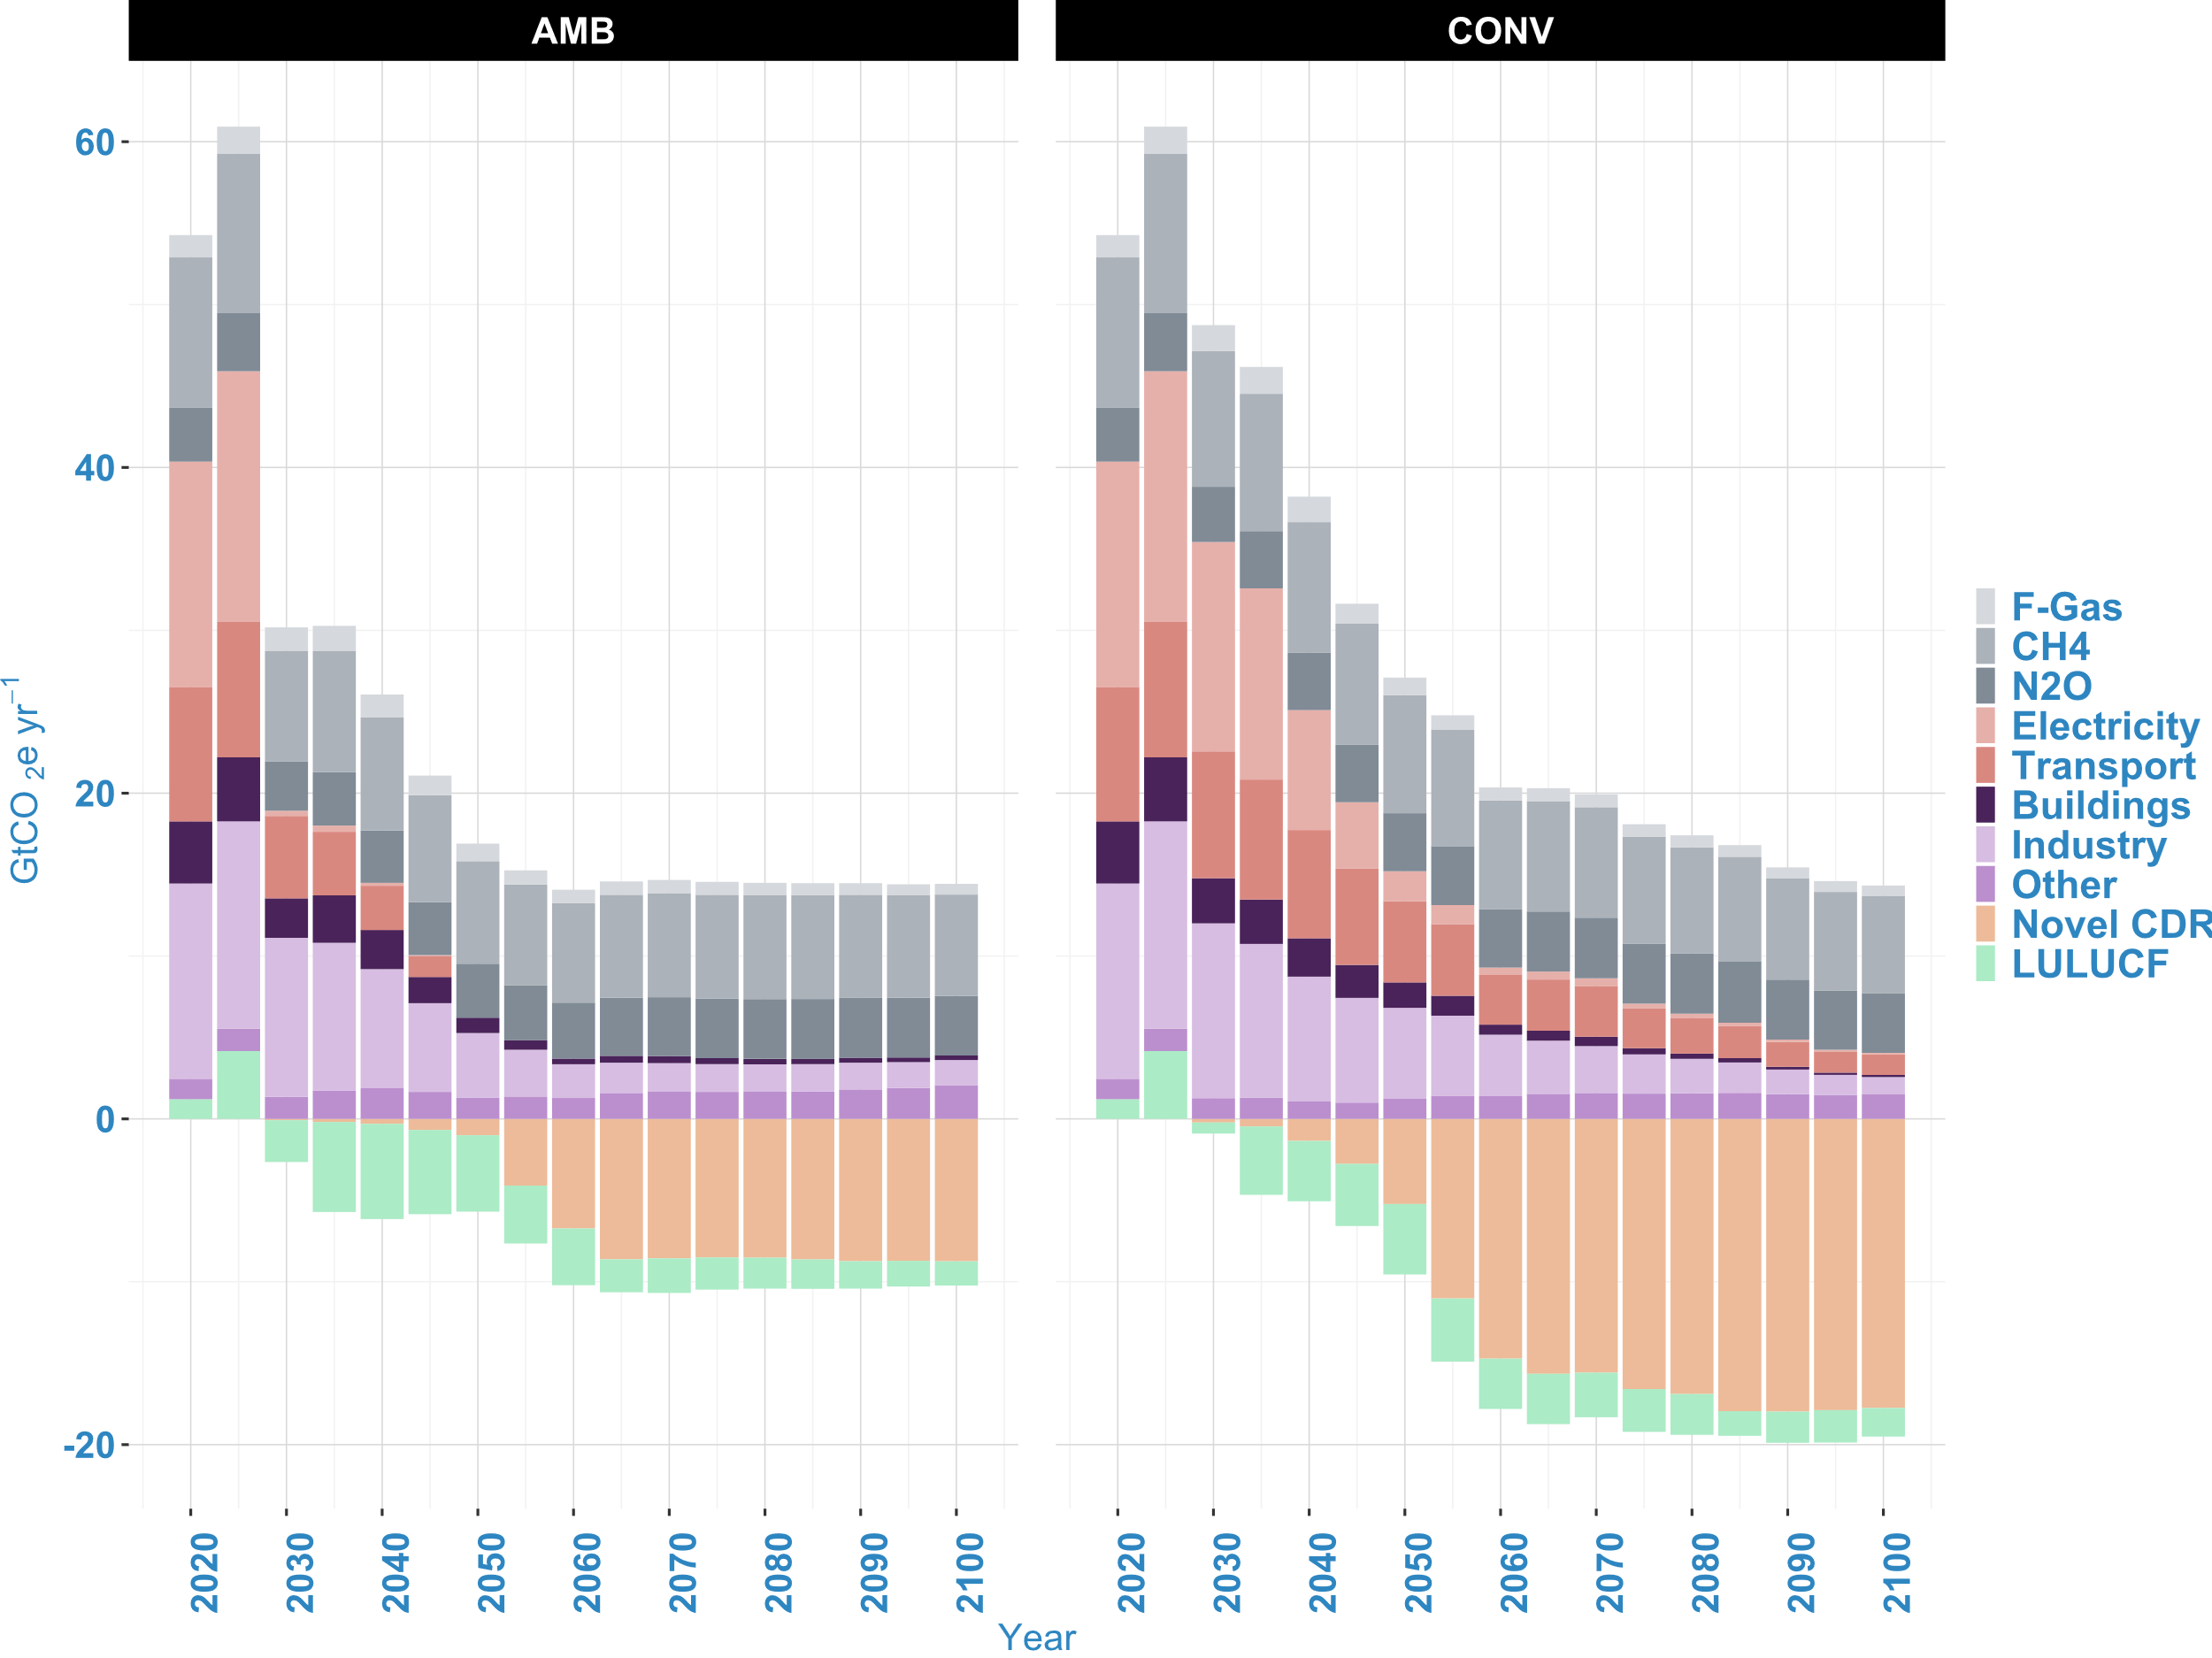 AMB
CONV
60
40
20
0
-20
GtCO ₂e yr⁻¹
2020
2030
2040
2050
2060
2070
2080
2090
2100
2020
2030
2040
2050
2060
2070
2080
2090
2100
Year
F-Gas
CH4
N2O
Electricity
Transport
Buildings
Industry
Other
Novel CDR
LULUCF